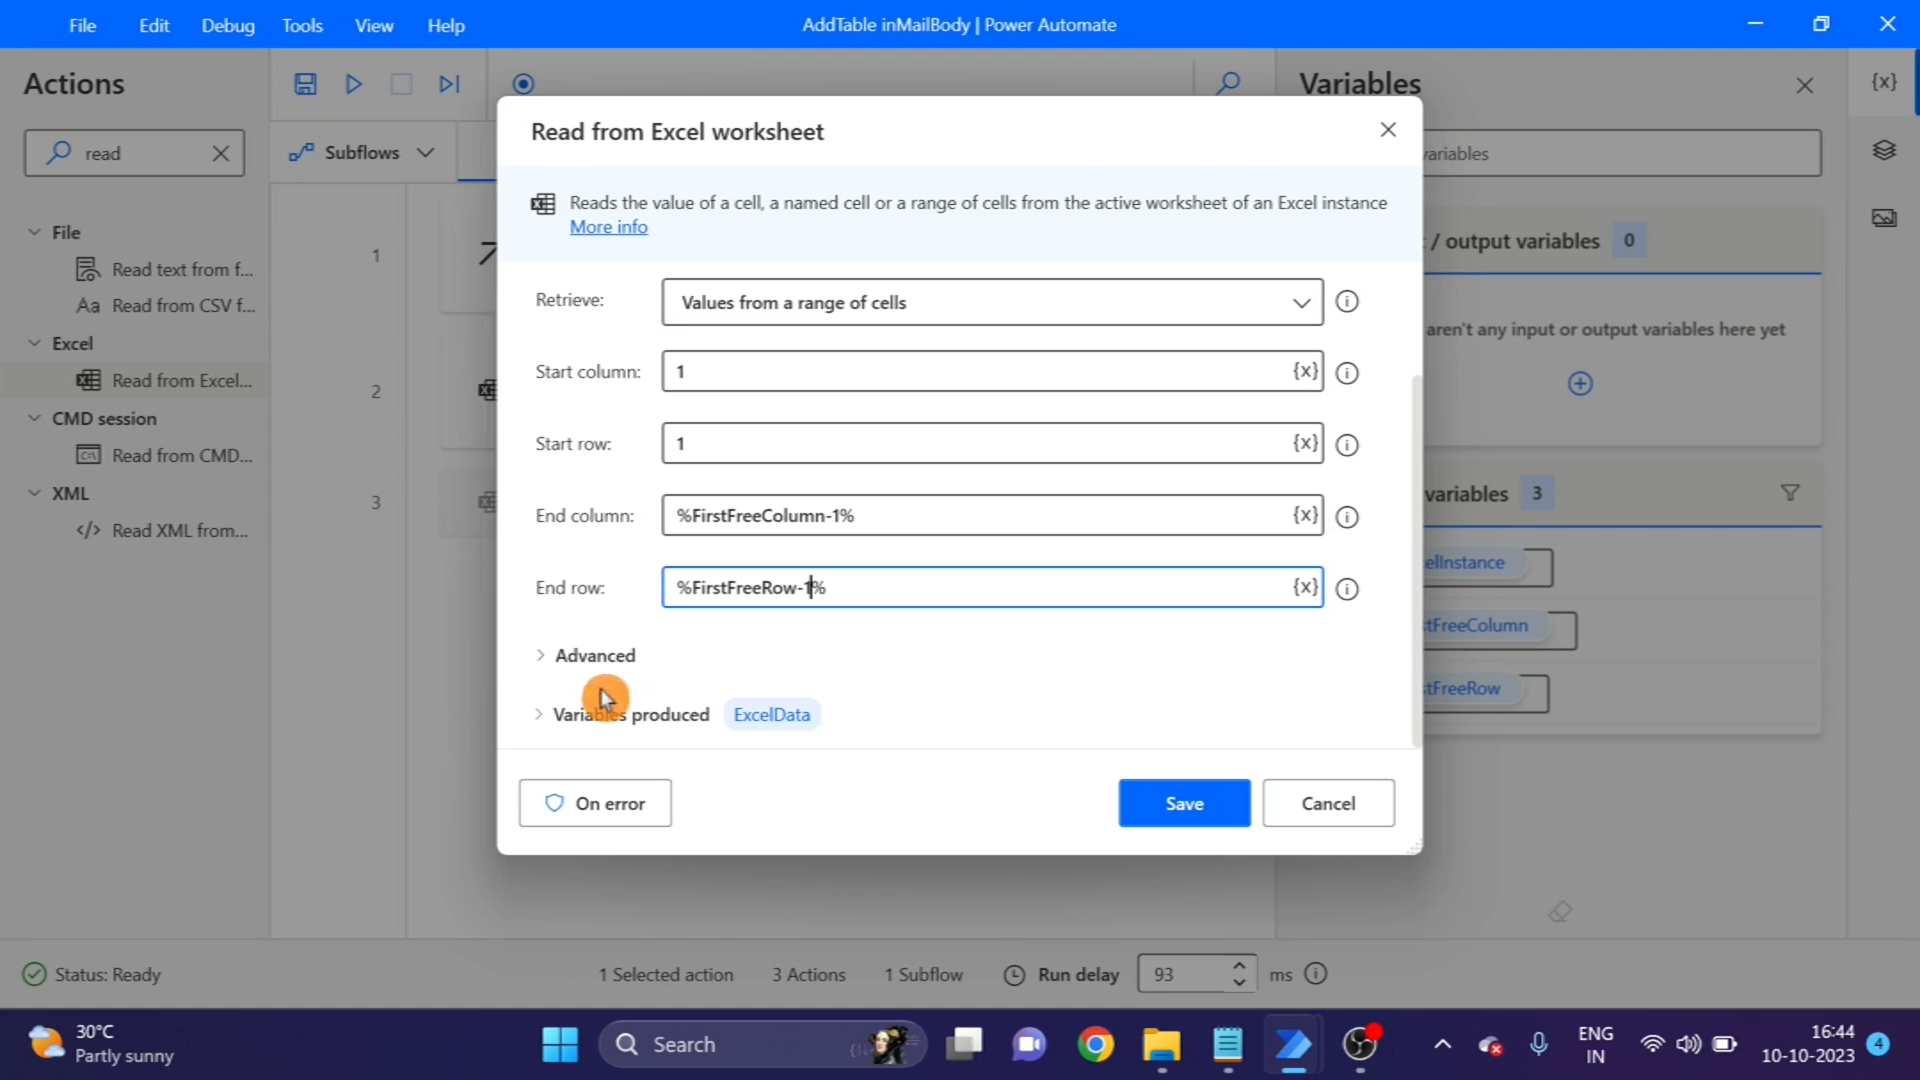 File Edit Debug Tools View Help
AddTable inMailBody | Power Automate
Actions
read
File
Read text from f...
Aa Read from CSV f...
Excel
Read from Excel...
CMD session
Read from CMD...
XML
Read XML from...
Subflows
1
2
3
Read from Excel worksheet
Reads the value of a cell, a named cell or a range of cells from the active worksheet of an Excel instance
More info
Retrieve: Values from a range of cells
Start column: 1 {x}
Start row: 1 {x}
End column: %FirstFreeColumn-1% {x}
End row: %FirstFreeRow-1% {x}
Advanced
Variables produced ExcelData
On error
Save
Cancel
Variables
{x}
variables
/ output variables 0
aren't any input or output variables here yet
variables 3
elInstance
tFreeColumn
tFreeRow
Status: Ready
1 Selected action
3 Actions
1 Subflow
Run delay 93 ms
30°C
Partly sunny
Search
ENG
IN
16:44
10-10-2023
4